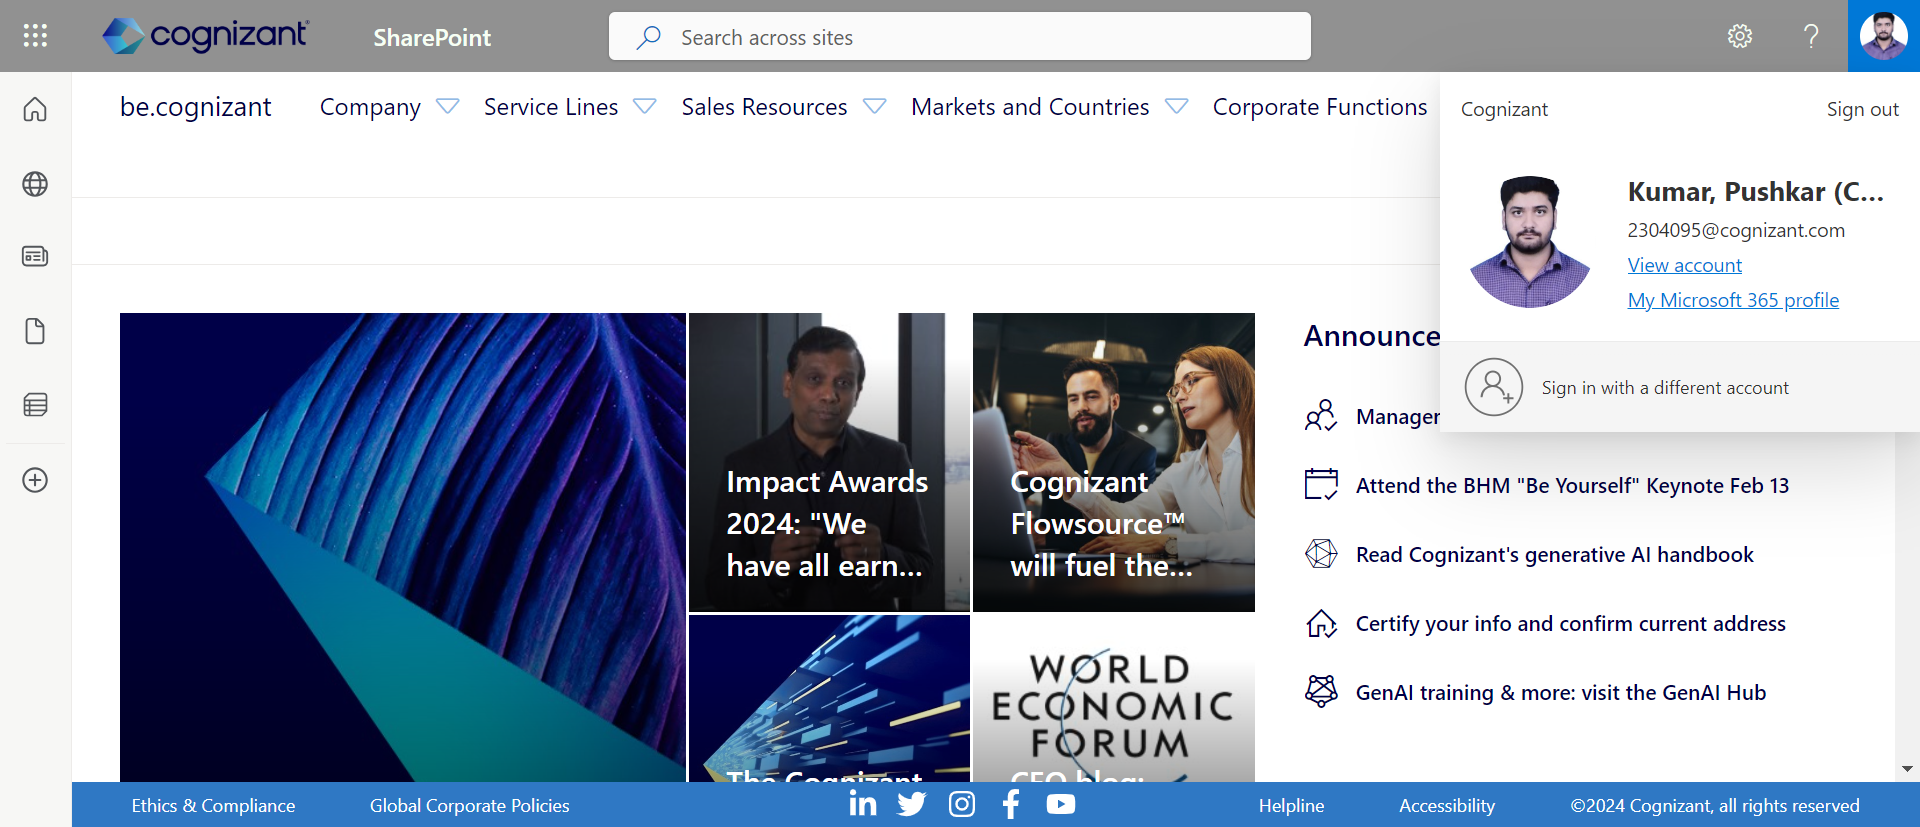 cognizant
SharePoint
Search across sites
be.cognizant
Company
Service Lines
Sales Resources
Markets and Countries
Corporate Functions
Cognizant
Sign out
Kumar, Pushkar (C...
2304095@cognizant.com
View account
My Microsoft 365 profile
Sign in with a different account
Impact Awards
2024: "We
have all earn...
Cognizant
Flowsource™
will fuel the...
The Cognizant
WORLD
ECONOMIC
FORUM
CEO blog:
Announce
Manager
Attend the BHM "Be Yourself" Keynote Feb 13
Read Cognizant's generative AI handbook
Certify your info and confirm current address
GenAI training & more: visit the GenAI Hub
Ethics & Compliance
Global Corporate Policies
Helpline
Accessibility
©2024 Cognizant, all rights reserved